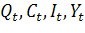 Q_t, C_t, I_t, Y_t